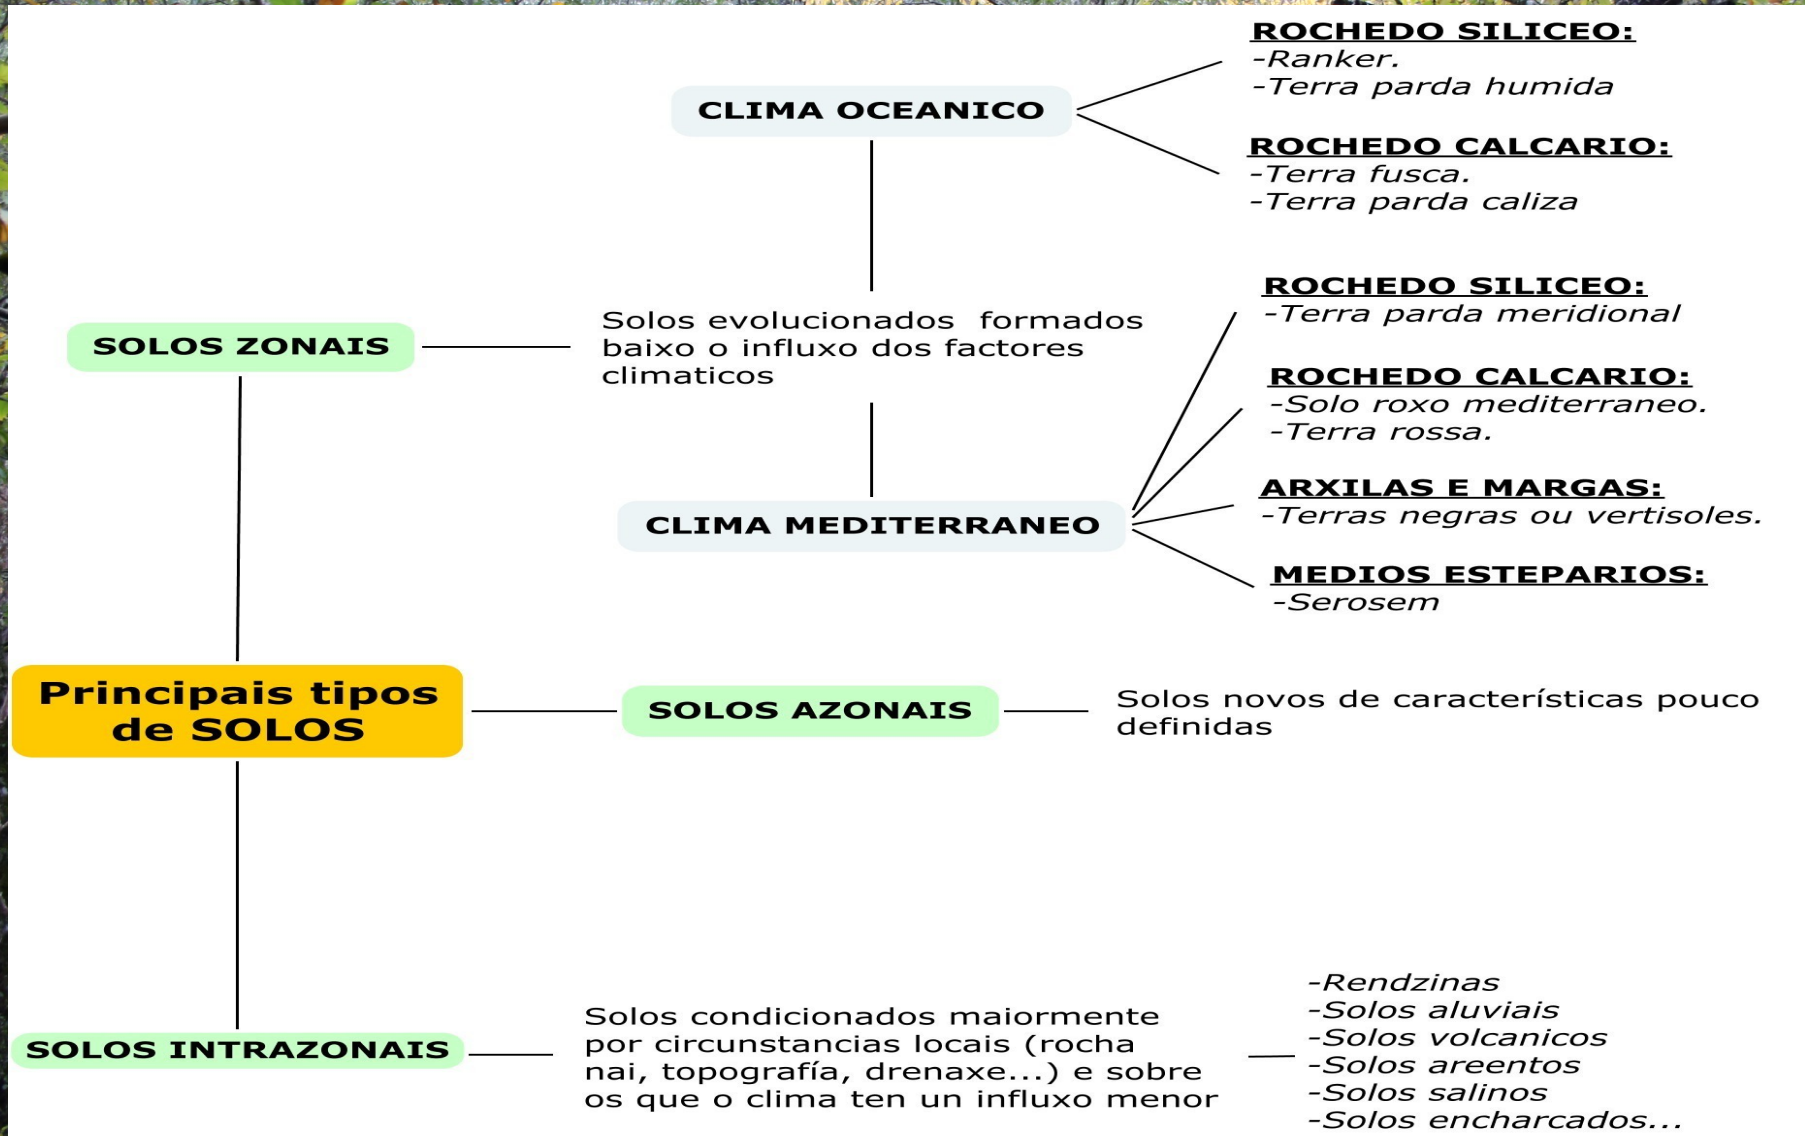 ROCHEDO SILICEO:
-Ranker.
-Terra parda humida
CLIMA OCEANICO
ROCHEDO CALCARIO:
-Terra fusca.
-Terra parda caliza
SOLOS ZONAIS
Solos evolucionados  formados
baixo o influxo dos factores
climaticos
ROCHEDO SILICEO:
-Terra parda meridional
ROCHEDO CALCARIO:
-Solo roxo mediterraneo.
-Terra rossa.
CLIMA MEDITERRANEO
ARXILAS E MARGAS:
-Terras negras ou vertisoles.
MEDIOS ESTEPARIOS:
-Serosem
Principais tipos
de SOLOS
SOLOS AZONAIS
Solos novos de características pouco
definidas
SOLOS INTRAZONAIS
Solos condicionados maiormente
por circunstancias locais (rocha
nai, topografía, drenaxe...) e sobre
os que o clima ten un influxo menor
-Rendzinas
-Solos aluviais
-Solos volcanicos
-Solos areentos
-Solos salinos
-Solos encharcados...